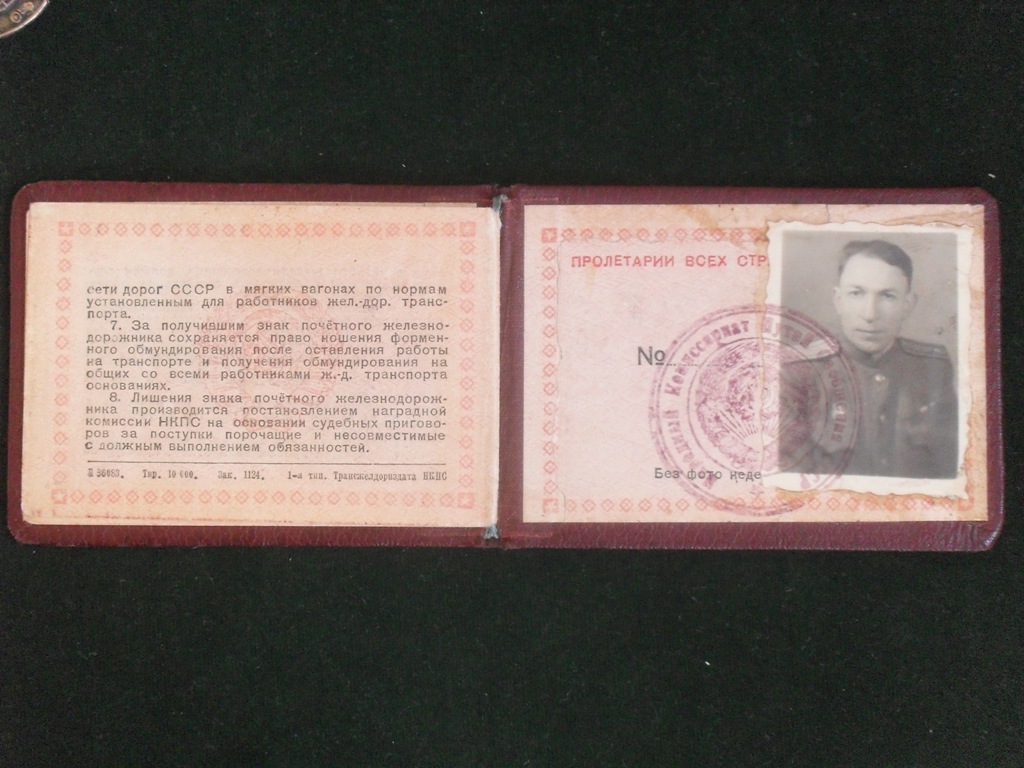 сети дорог СССР в мягких вагонах по нормам
установленным для работников жел.-дор. транс-
порта.
7. За получившим знак почётного железно-
дорожника сохраняется право ношения формен-
ного обмундирования после оставления работы
на транспорте и получения обмундирования на
общих со всеми работниками ж.-д. транспорта
основаниях.
8. Лишения знака почётного железнодорож-
ника производится постановлением наградной
комиссии НКПС на основании судебных пригово-
ров за поступки порочащие и несовместимые
с должным выполнением обязанностей.
Тир. 10 000. Зак. 1124. 1-я тип. Трансжелдориздата НКПС
ПРОЛЕТАРИИ ВСЕХ СТР
№
Комиссариат Путей Сообщения
Без фото неде